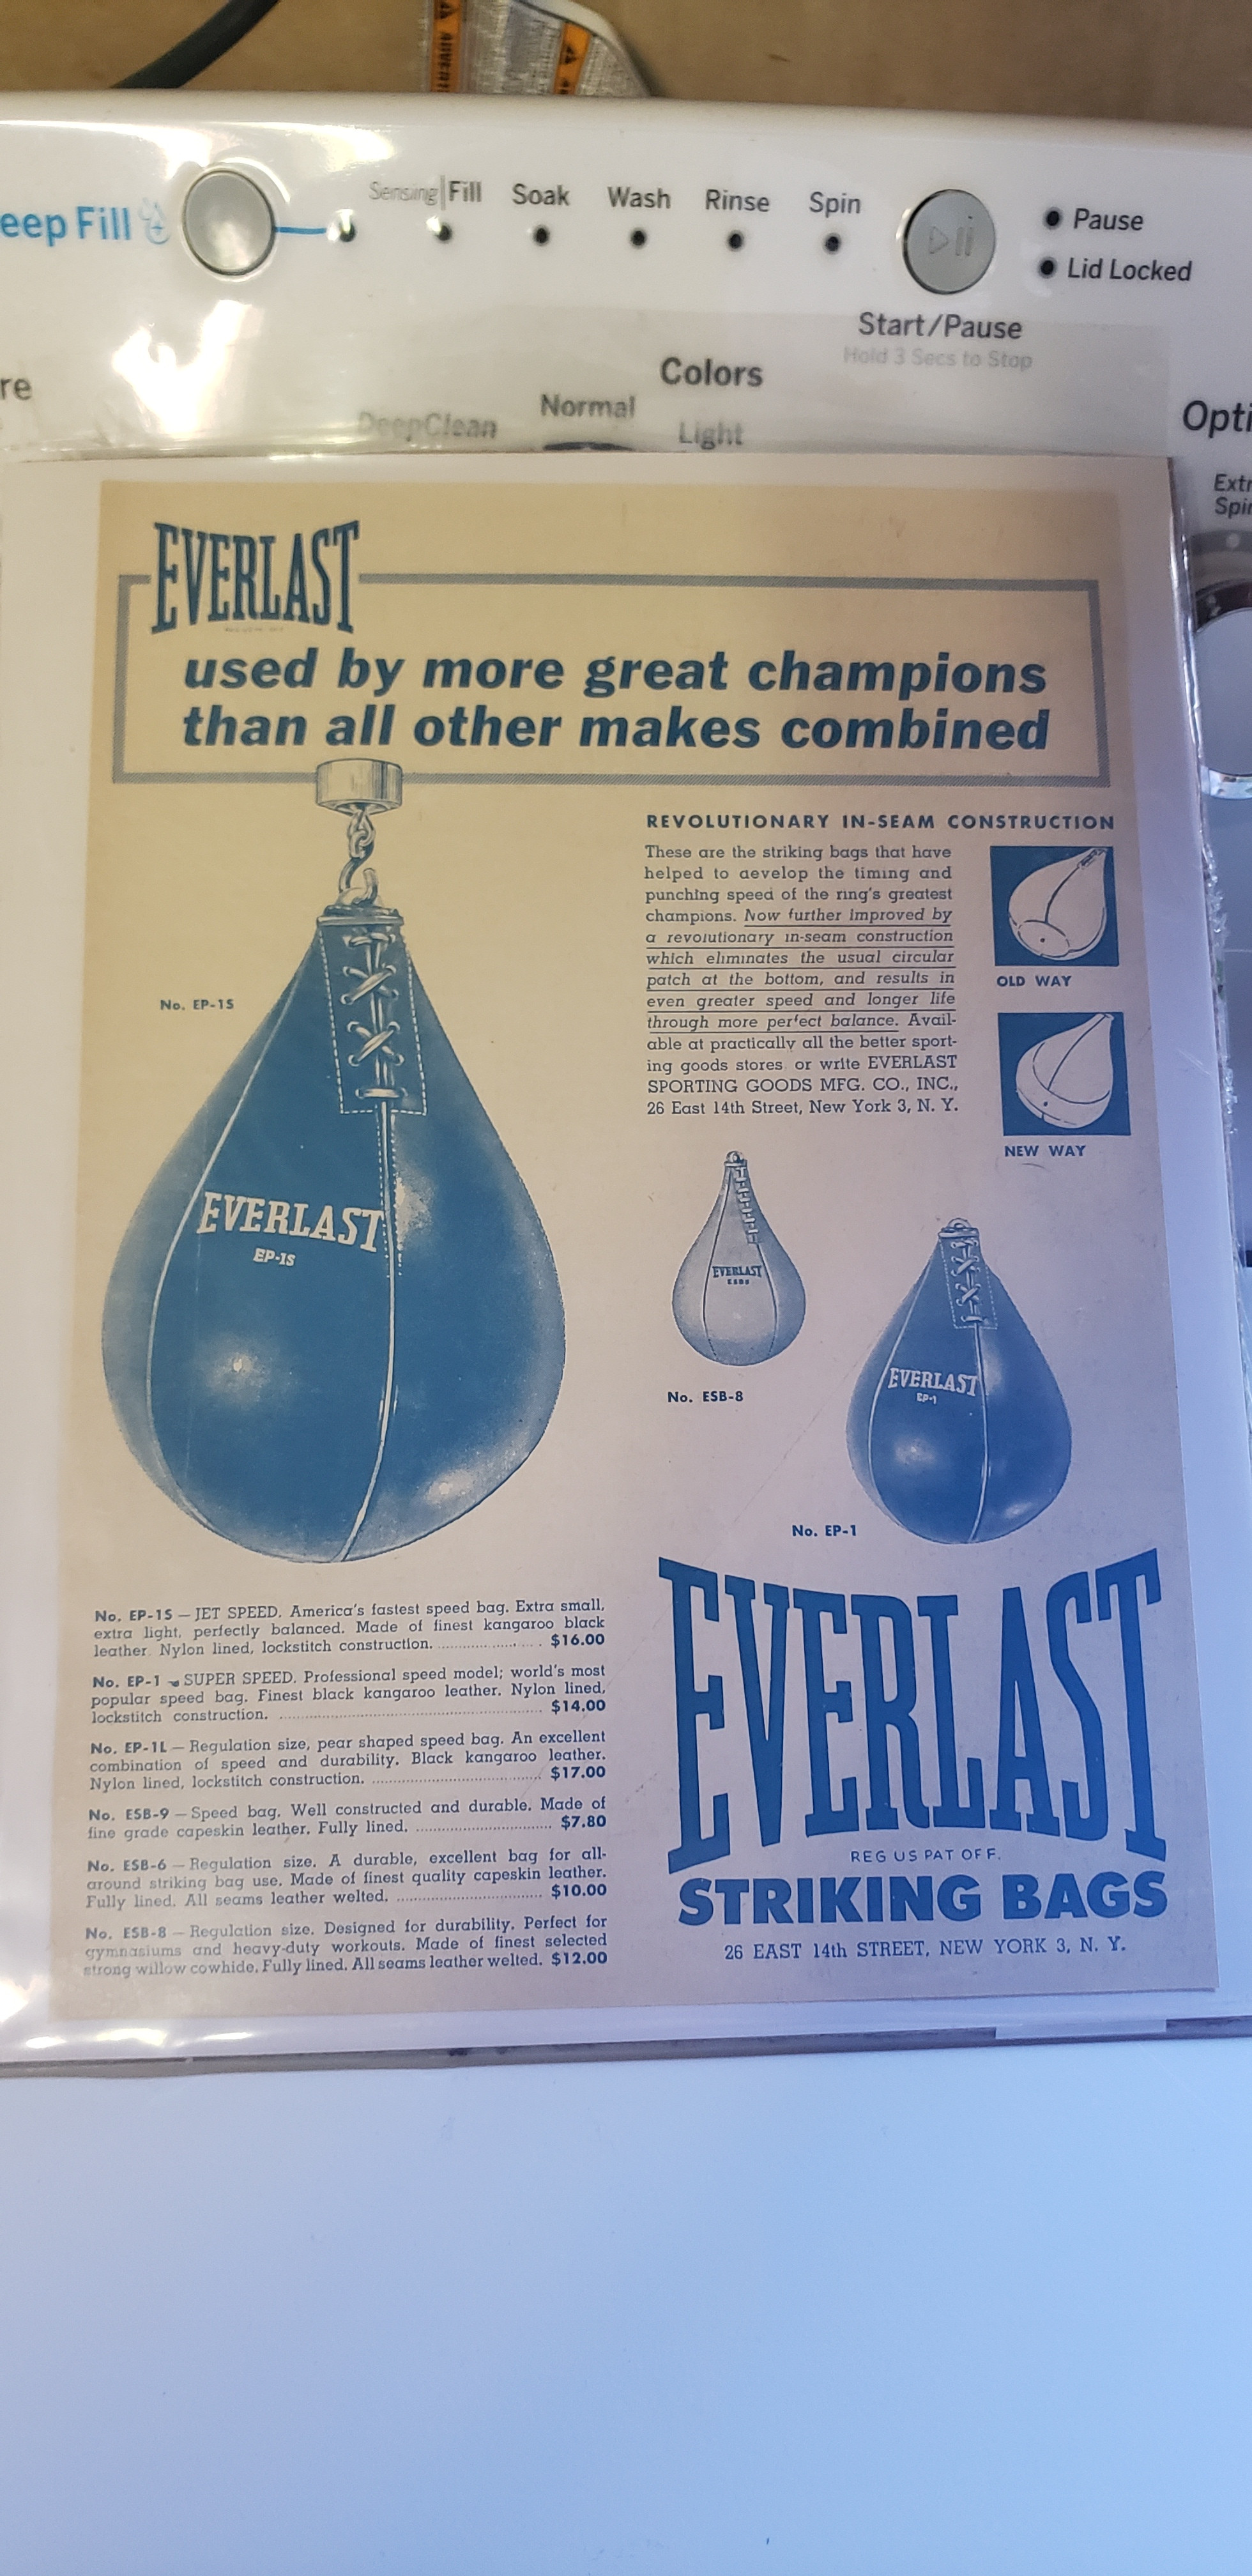 eep Fill
Sensing Fill
Soak
Wash
Rinse
Spin
Pause
Lid Locked
Start/Pause
Hold 3 Secs to Stop
re
Colors
Normal
DeepClean
Light
Opti
Extr
Spin
EVERLAST
used by more great champions
than all other makes combined
REVOLUTIONARY IN-SEAM CONSTRUCTION
These are the striking bags that have
helped to develop the timing and
punching speed of the ring's greatest
champions. Now further improved by
a revolutionary in-seam construction
which eliminates the usual circular
patch at the bottom, and results in
even greater speed and longer life
through more perfect balance. Avail-
able at practically all the better sport-
ing goods stores or write EVERLAST
SPORTING GOODS MFG. CO., INC.,
26 East 14th Street, New York 3, N. Y.
OLD WAY
NEW WAY
No. EP-1S
EVERLAST
EP-1S
EVERLAST
No. ESB-8
EVERLAST
EP-1
No. EP-1
No. EP-1S — JET SPEED. America's fastest speed bag. Extra small,
extra light, perfectly balanced. Made of finest kangaroo black
leather. Nylon lined, lockstitch construction. .................... $16.00
No. EP-1 — SUPER SPEED. Professional speed model; world's most
popular speed bag. Finest black kangaroo leather. Nylon lined,
lockstitch construction. .................... $14.00
No. EP-1L — Regulation size, pear shaped speed bag. An excellent
combination of speed and durability. Black kangaroo leather.
Nylon lined, lockstitch construction. .................... $17.00
No. ESB-9 — Speed bag. Well constructed and durable. Made of
fine grade capeskin leather. Fully lined. .................... $7.80
No. ESB-6 — Regulation size. A durable, excellent bag for all-
around striking bag use. Made of finest quality capeskin leather.
Fully lined. All seams leather welted. .................... $10.00
No. ESB-8 — Regulation size. Designed for durability. Perfect for
gymnasiums and heavy-duty workouts. Made of finest selected
strong willow cowhide. Fully lined. All seams leather welted. $12.00
EVERLAST
REG US PAT OFF.
STRIKING BAGS
26 EAST 14th STREET, NEW YORK 3, N. Y.